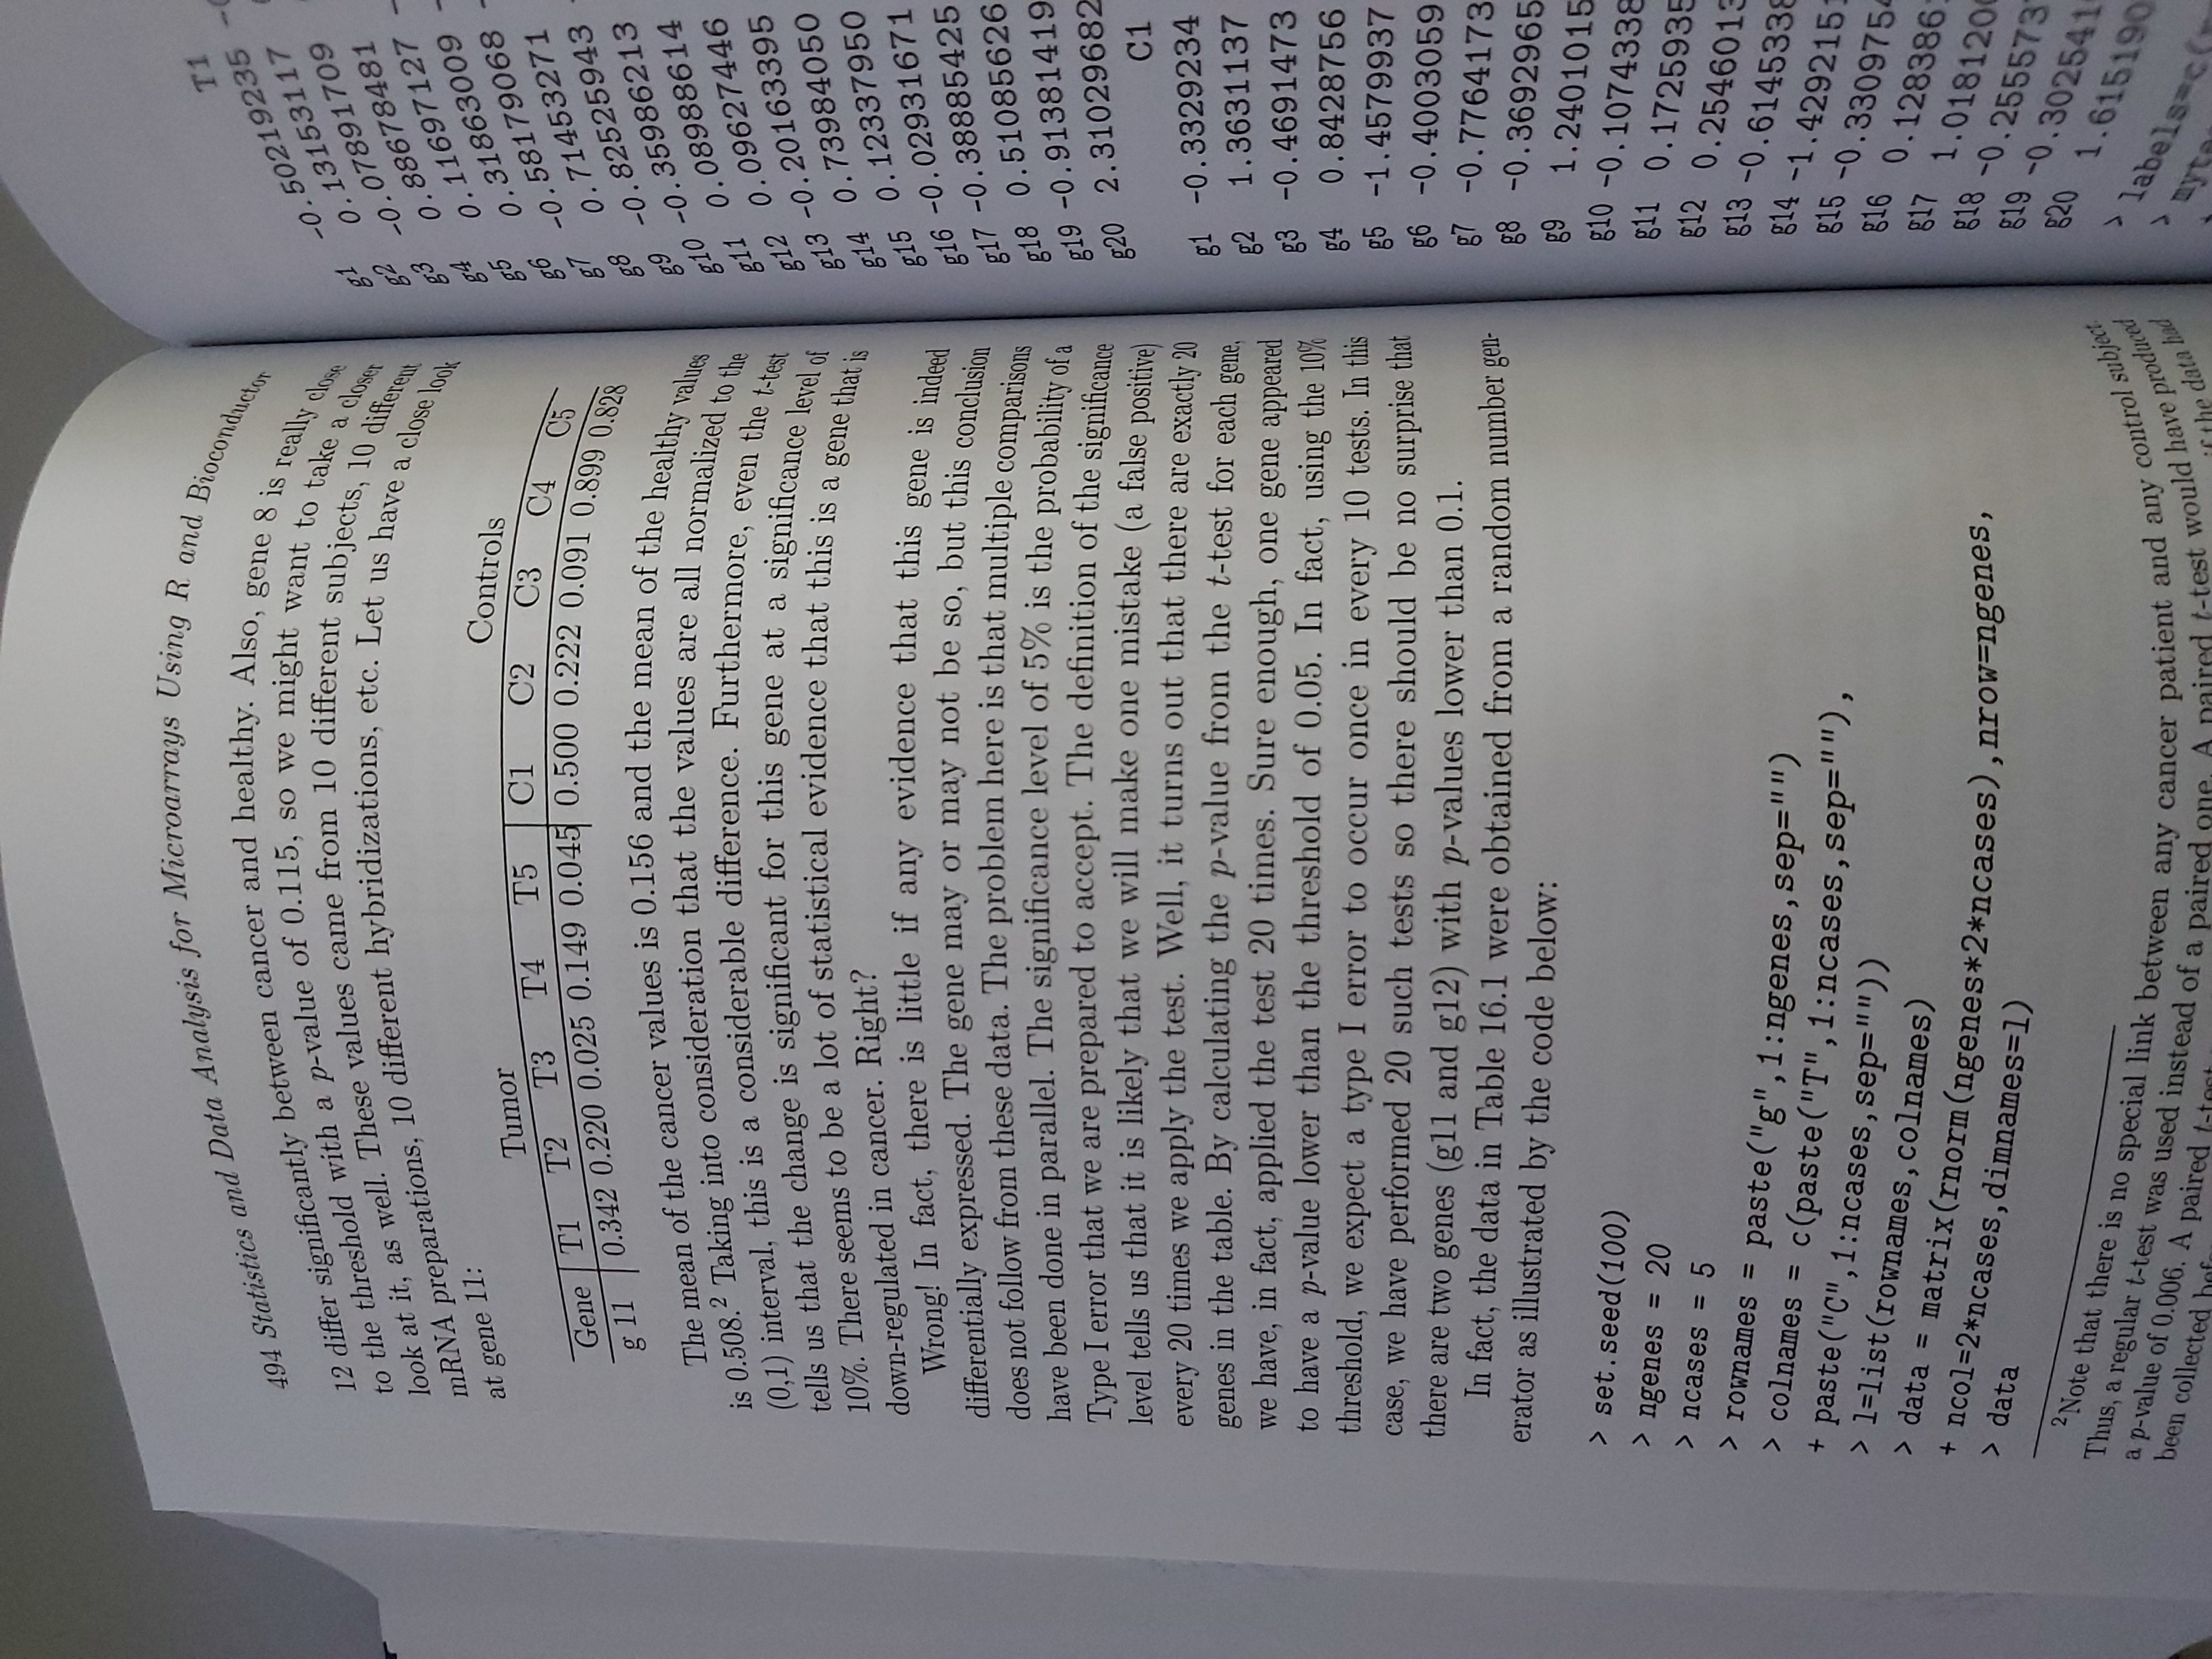 494 Statistics and Data Analysis for Microarrays Using R and Bioconductor
12 differ significantly between cancer and healthy. Also, gene 8 is really close
to the threshold with a p-value of 0.115, so we might want to take a closer
look at it, as well. These values came from 10 different subjects, 10 different
mRNA preparations, 10 different hybridizations, etc. Let us have a close look
at gene 11:
Tumor Controls
Gene T1 T2 T3 T4 T5 C1 C2 C3 C4 C5
g 11 0.342 0.220 0.025 0.149 0.045 0.500 0.222 0.091 0.899 0.828
The mean of the cancer values is 0.156 and the mean of the healthy values
is 0.508.2 Taking into consideration that the values are all normalized to the
(0,1) interval, this is a considerable difference. Furthermore, even the t-test
tells us that the change is significant for this gene at a significance level of
10%. There seems to be a lot of statistical evidence that this is a gene that is
down-regulated in cancer. Right?
Wrong! In fact, there is little if any evidence that this gene is indeed
differentially expressed. The gene may or may not be so, but this conclusion
does not follow from these data. The problem here is that multiple comparisons
have been done in parallel. The significance level of 5% is the probability of a
Type I error that we are prepared to accept. The definition of the significance
level tells us that it is likely that we will make one mistake (a false positive)
every 20 times we apply the test. Well, it turns out that there are exactly 20
genes in the table. By calculating the p-value from the t-test for each gene,
we have, in fact, applied the test 20 times. Sure enough, one gene appeared
to have a p-value lower than the threshold of 0.05. In fact, using the 10%
threshold, we expect a type I error to occur once in every 10 tests. In this
case, we have performed 20 such tests so there should be no surprise that
there are two genes (g11 and g12) with p-values lower than 0.1.
In fact, the data in Table 16.1 were obtained from a random number gen-
erator as illustrated by the code below:
> set.seed(100)
> ngenes = 20
> ncases = 5
> rownames = paste("g",1:ngenes,sep="")
> colnames = c(paste("T",1:ncases,sep=""),
+ paste("C",1:ncases,sep=""))
> l=list(rownames,colnames)
> data = matrix(rnorm(ngenes*2*ncases),nrow=ngenes,
+ ncol=2*ncases,dimnames=l)
> data
2Note that there is no special link between any cancer patient and any control subject.
Thus, a regular t-test was used instead of a paired one. A paired t-test would have produced
a p-value of 0.006. A paired t-test if the data had
been collected
T1
g1 -0.50219235
g2 0.13153117
g3 -0.07891709
g4 0.88678481
g5 0.11697127
g6 0.31863009
g7 -0.58179068
g8 0.71453271
g9 -0.82525943
g10 -0.35986213
g11 0.08988614
g12 0.09627446
g13 -0.20163395
g14 0.73984050
g15 0.12337950
g16 -0.02931671
g17 -0.38885425
g18 0.51085626
g19 -0.91381419
g20 2.31029682
C1
g1 -0.3329234
g2 1.3631137
g3 -0.4691473
g4 0.8428756
g5 -1.4579937
g6 -0.4003059
g7 -0.7764173
g8 -0.3692965
g9 1.2401015
g10 -0.1074338
g11 0.1725935
g12 0.2546013
g13 -0.6145338
g14 -1.4292151
g15 -0.3309754
g16 0.128386
g17 1.018120
g18 -0.255573
g19 -0.302541
g20 1.615190
> labels=c(
> myte